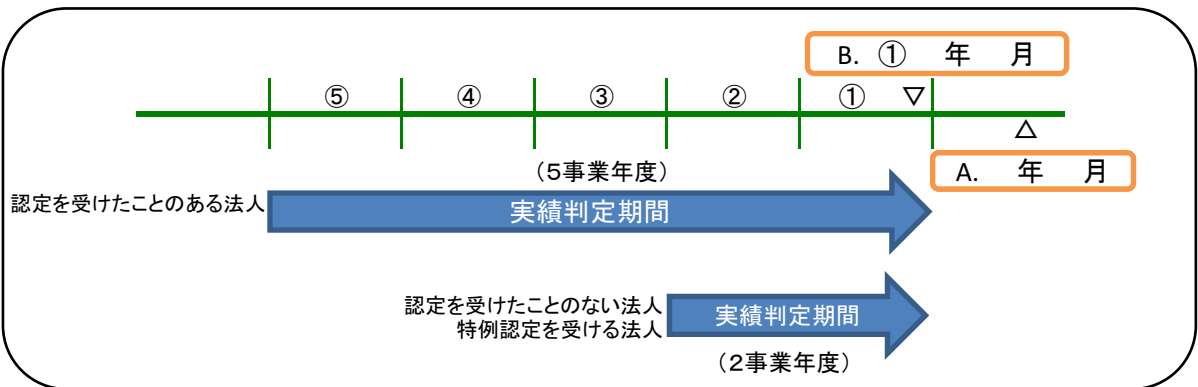 B. ① 年 月
⑤ ④ ③ ② ① ▽
△
A. 年 月
（5事業年度）
認定を受けたことのある法人
実績判定期間
認定を受けたことのない法人
特例認定を受ける法人
実績判定期間
（2事業年度）